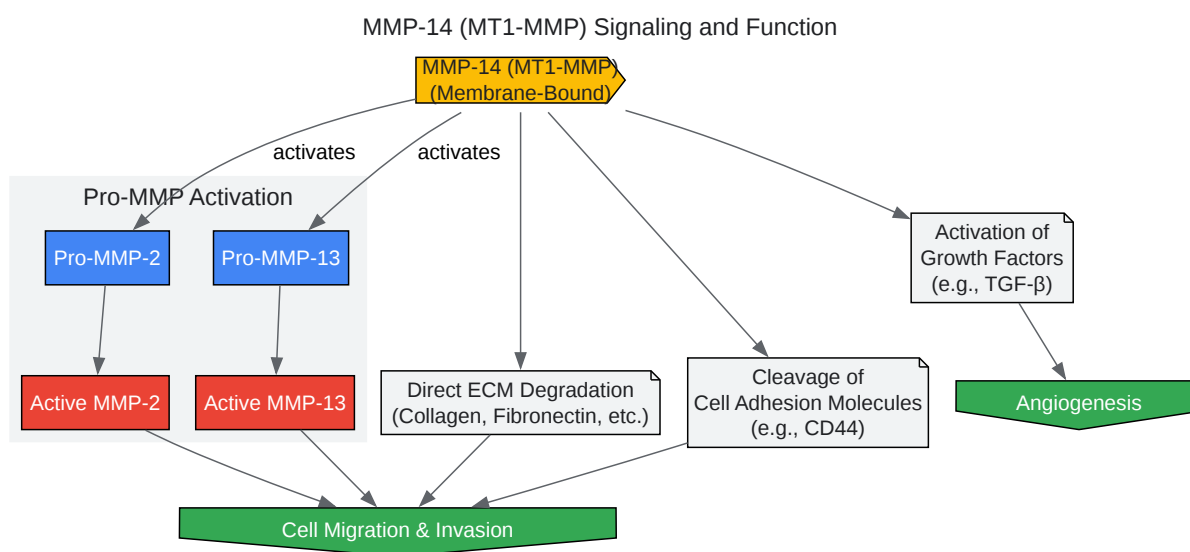 MMP-14 (MT1-MMP) Signaling and Function
MMP-14 (MT1-MMP)
(Membrane-Bound)
activates
activates
Pro-MMP Activation
Pro-MMP-2
Pro-MMP-13
Activation of
Growth Factors
(e.g., TGF-β)
Active MMP-2
Active MMP-13
Direct ECM Degradation
(Collagen, Fibronectin, etc.)
Cleavage of
Cell Adhesion Molecules
(e.g., CD44)
Angiogenesis
Cell Migration & Invasion